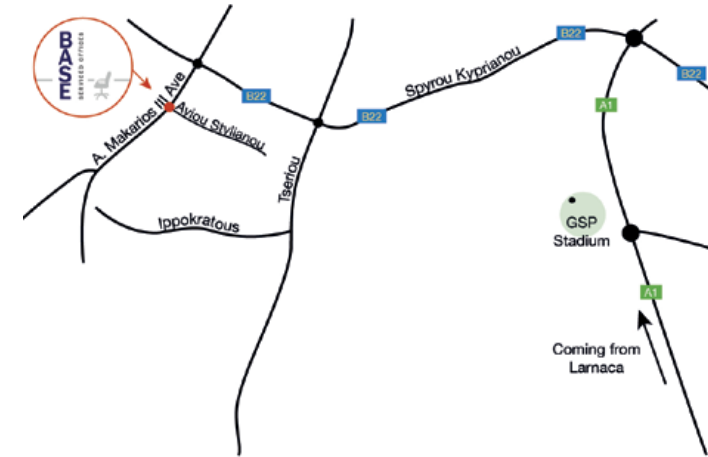 BASE
SERVICED OFFICES
A. Makarios III Ave
Aviou Stylianou
B22
Tseriou
Ippokratous
B22
Spyrou Kyprianou
B22
B22
A1
GSP
Stadium
A1
Coming from
Larnaca